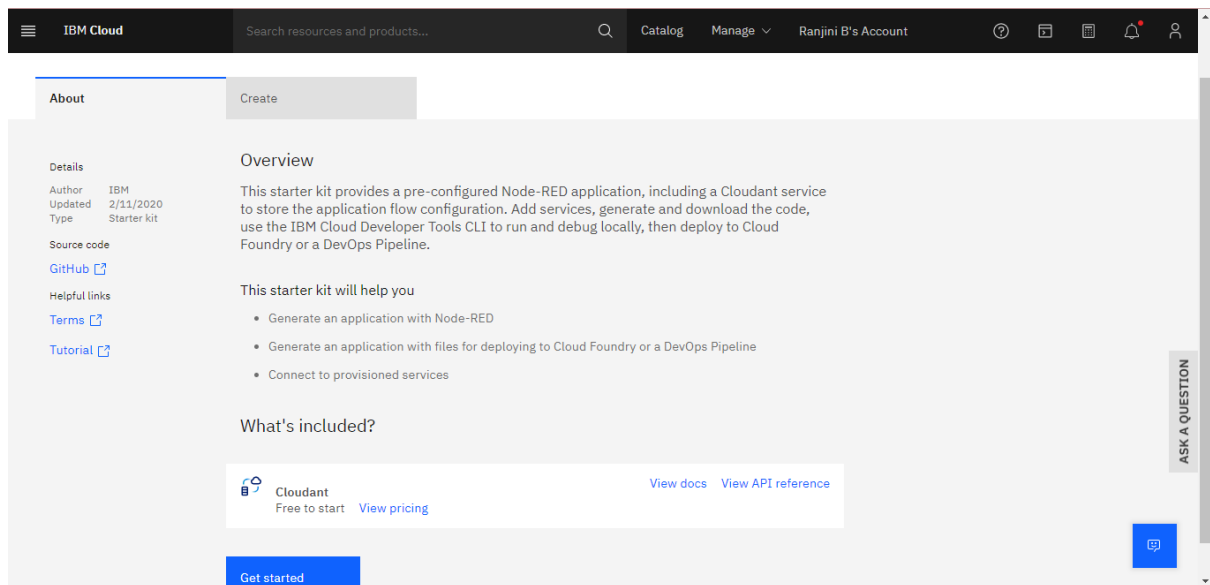 IBM Cloud
Search resources and products...
Catalog
Manage
Ranjini B's Account
About
Create
Details
Author IBM
Updated 2/11/2020
Type Starter kit
Source code
GitHub
Helpful links
Terms
Tutorial
Overview
This starter kit provides a pre-configured Node-RED application, including a Cloudant service
to store the application flow configuration. Add services, generate and download the code,
use the IBM Cloud Developer Tools CLI to run and debug locally, then deploy to Cloud
Foundry or a DevOps Pipeline.
This starter kit will help you
• Generate an application with Node-RED
• Generate an application with files for deploying to Cloud Foundry or a DevOps Pipeline
• Connect to provisioned services
What's included?
Cloudant
Free to start View pricing
View docs View API reference
Get started
ASK A QUESTION